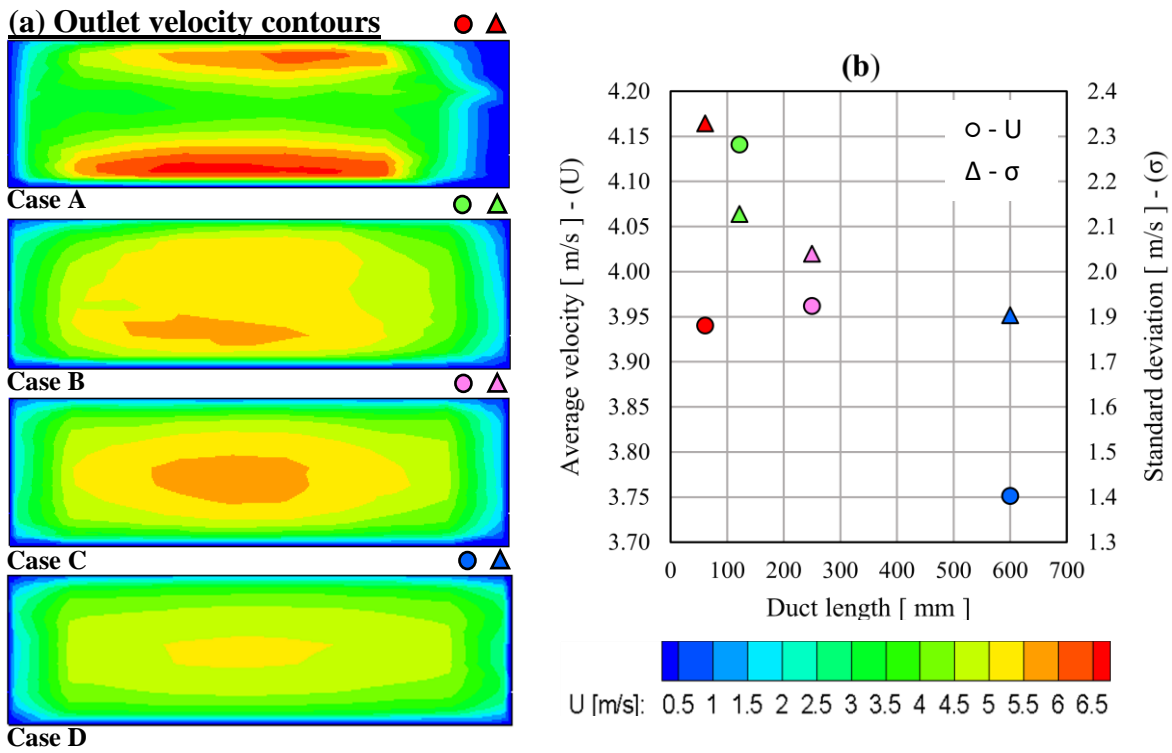 (a) Outlet velocity contours
Case A
Case B
Case C
Case D
(b)
4.20
4.15
4.10
4.05
4.00
3.95
3.90
3.85
3.80
3.75
3.70
Average velocity [ m/s ] - (U)
O - U
Δ - σ
2.4
2.3
2.2
2.1
2.0
1.9
1.8
1.7
1.6
1.5
1.4
1.3
Standard deviation [ m/s ] - (σ)
0 100 200 300 400 500 600 700
Duct length [ mm ]
U [m/s]: 0.5 1 1.5 2 2.5 3 3.5 4 4.5 5 5.5 6 6.5